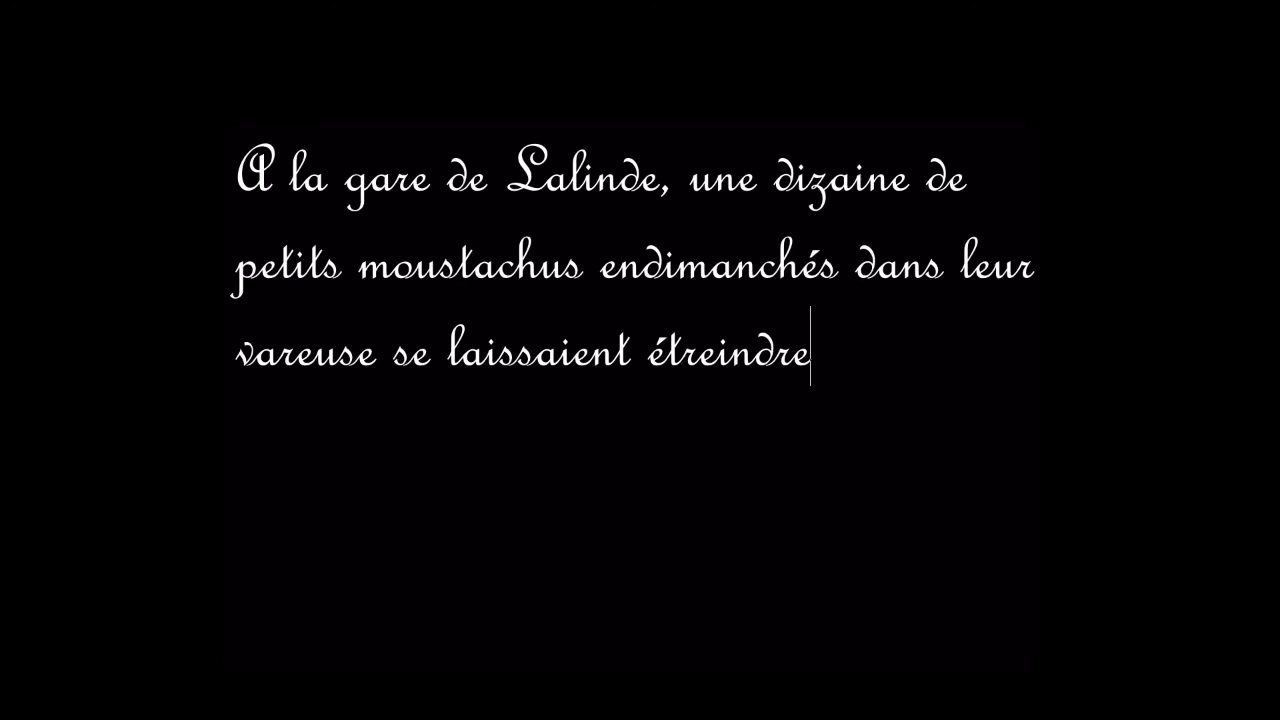 A la gare de Lalinde, une dizaine de
petits moustachus endimanchés dans leur
vareuse se laissaient étreindre